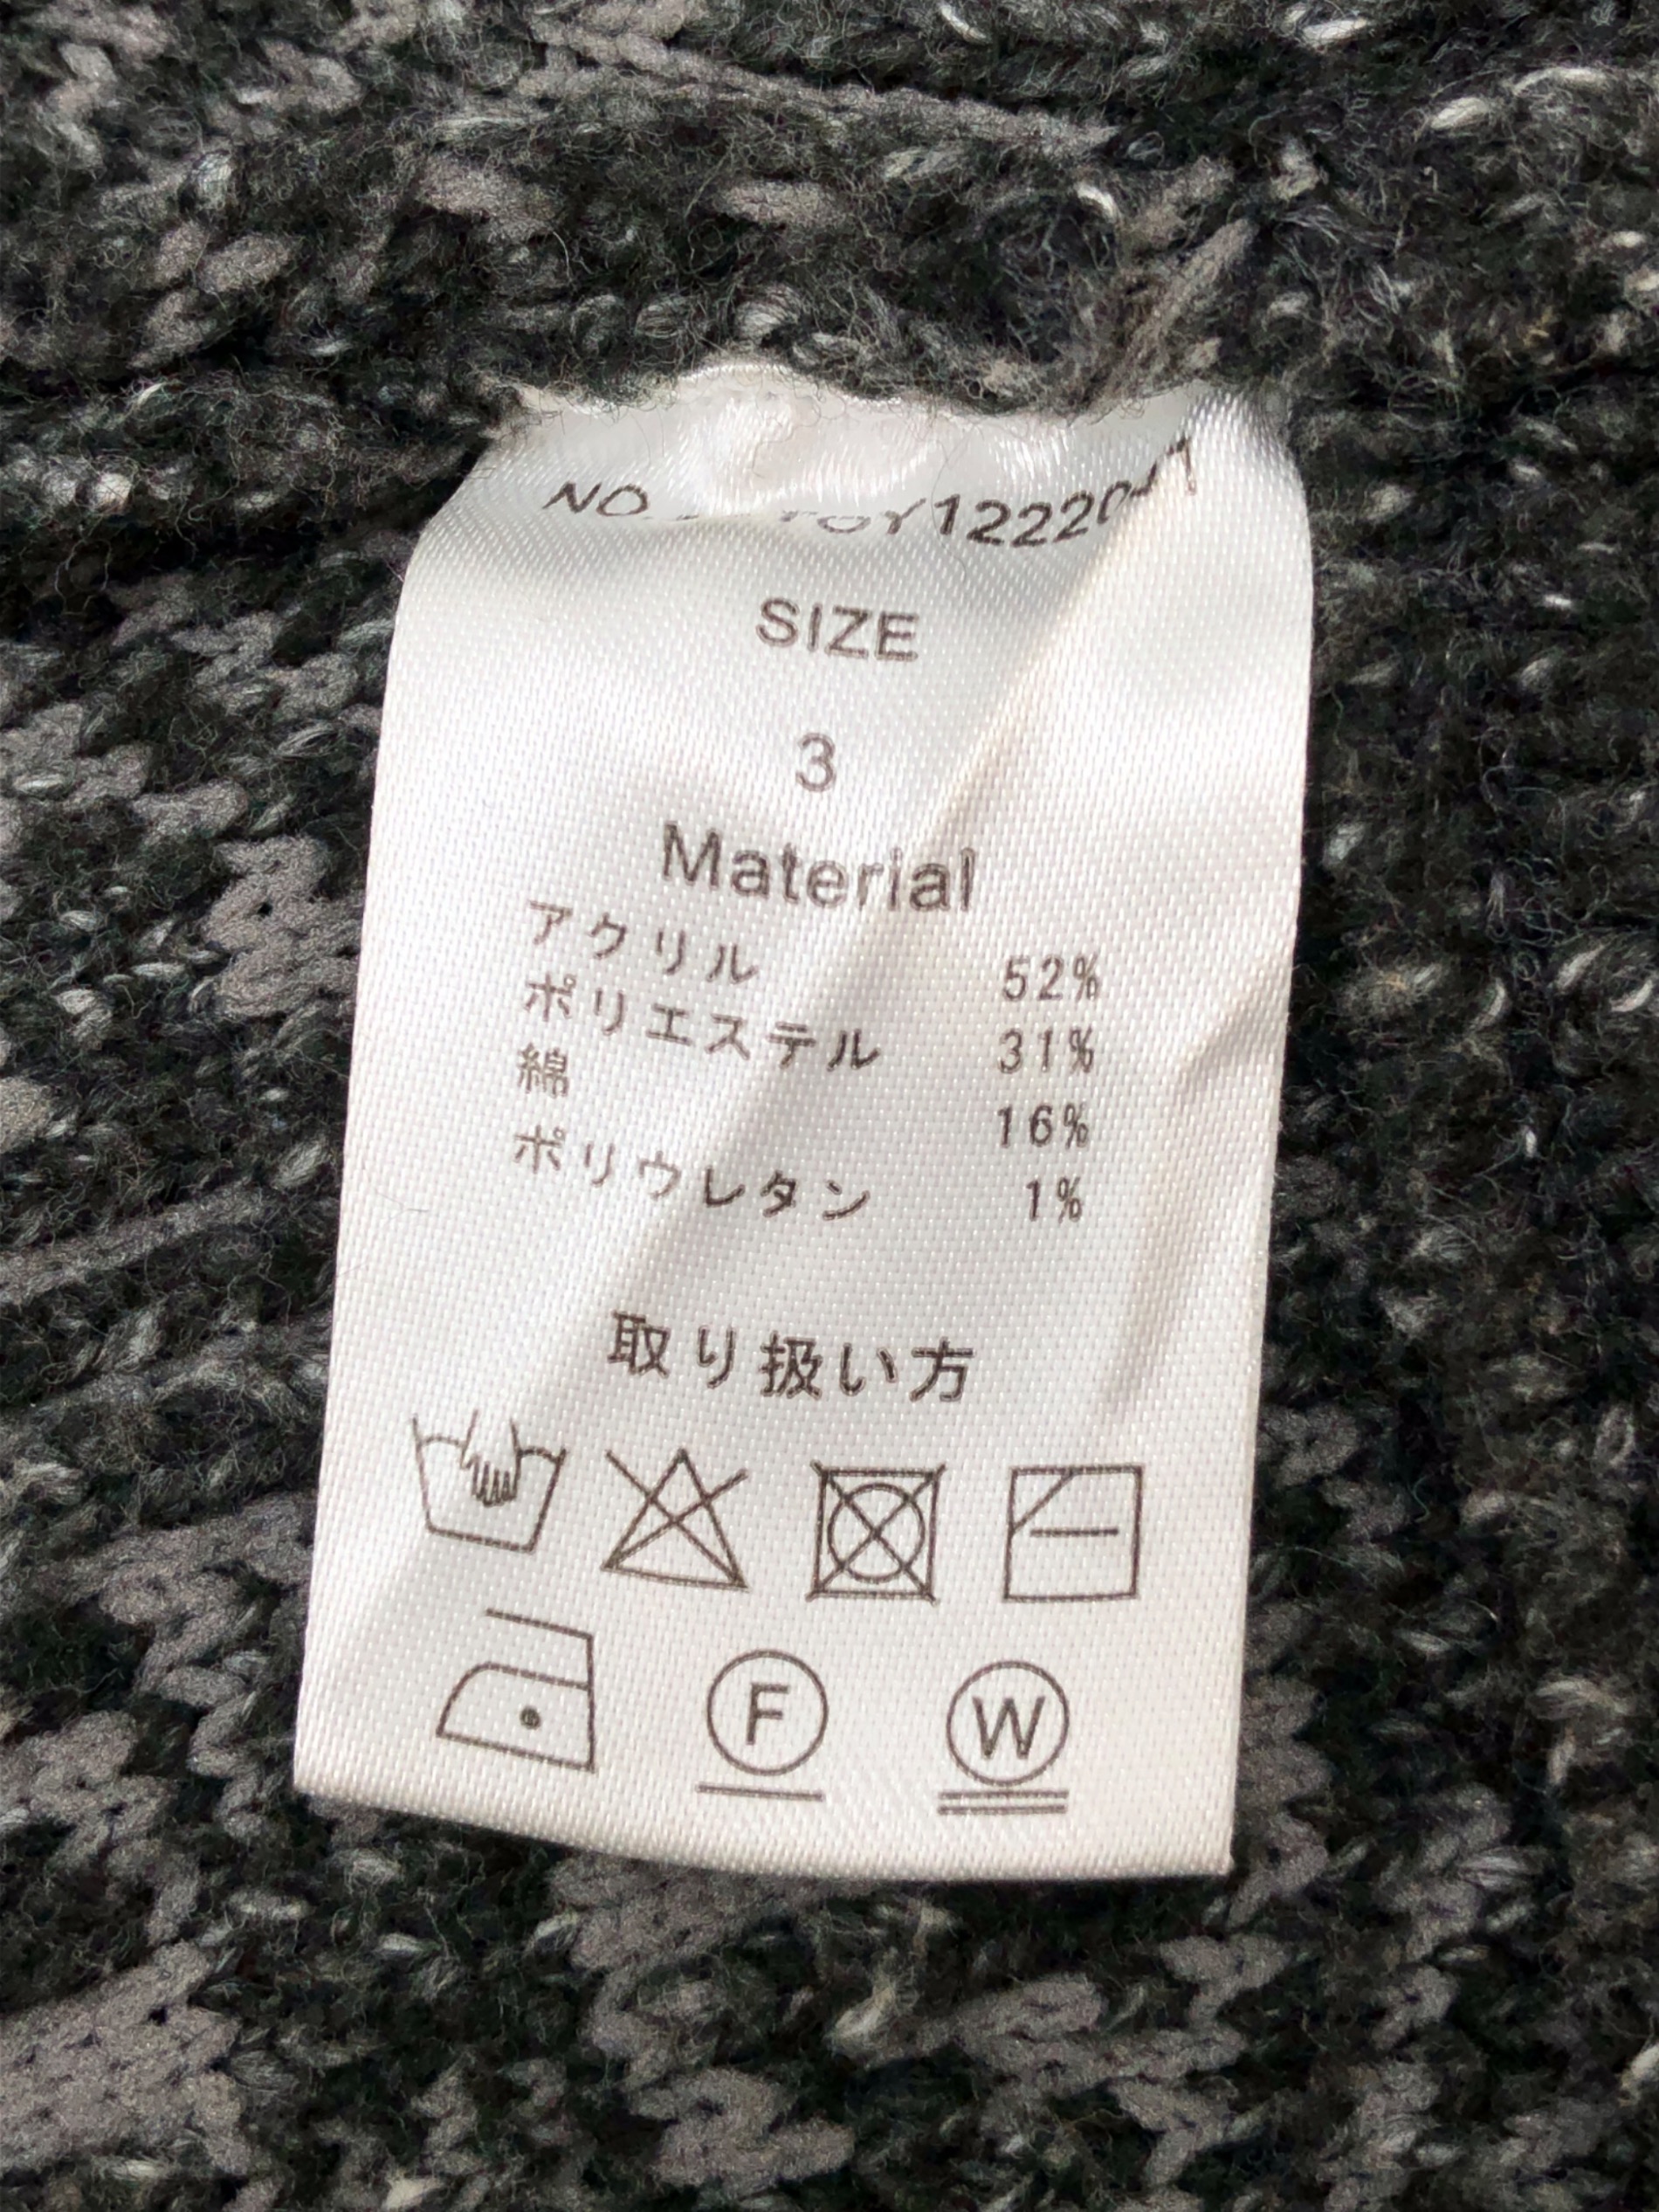 NO.
SIZE
3
Material
アクリル 52%
ポリエステル 31%
綿 16%
ポリウレタン 1%
取り扱い方
F W